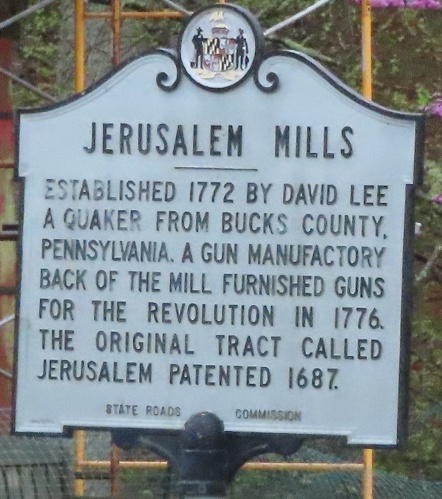 JERUSALEM MILLS
ESTABLISHED 1772 BY DAVID LEE
A QUAKER FROM BUCKS COUNTY,
PENNSYLVANIA. A GUN MANUFACTORY
BACK OF THE MILL FURNISHED GUNS
FOR THE REVOLUTION IN 1776.
THE ORIGINAL TRACT CALLED
JERUSALEM PATENTED 1687.
STATE ROADS COMMISSION